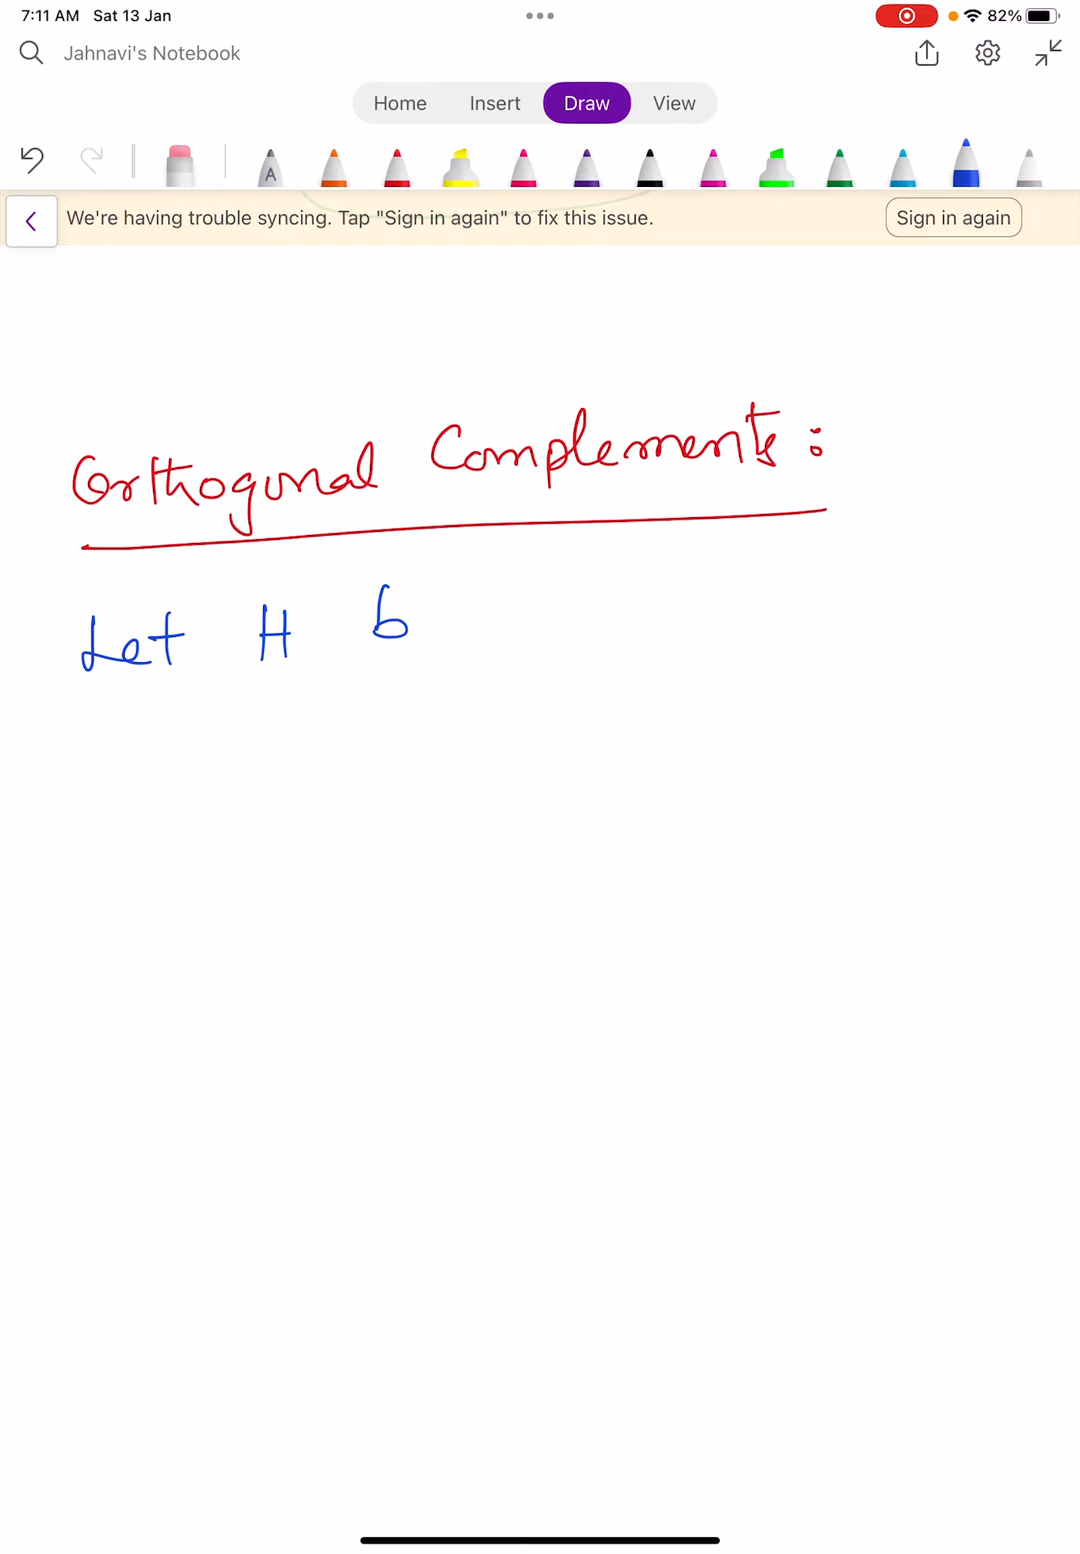 7:11 AM Sat 13 Jan
82%
Jahnavi's Notebook
Home Insert Draw View
A
We're having trouble syncing. Tap "Sign in again" to fix this issue. Sign in again
Orthogonal Complements:
Let H b